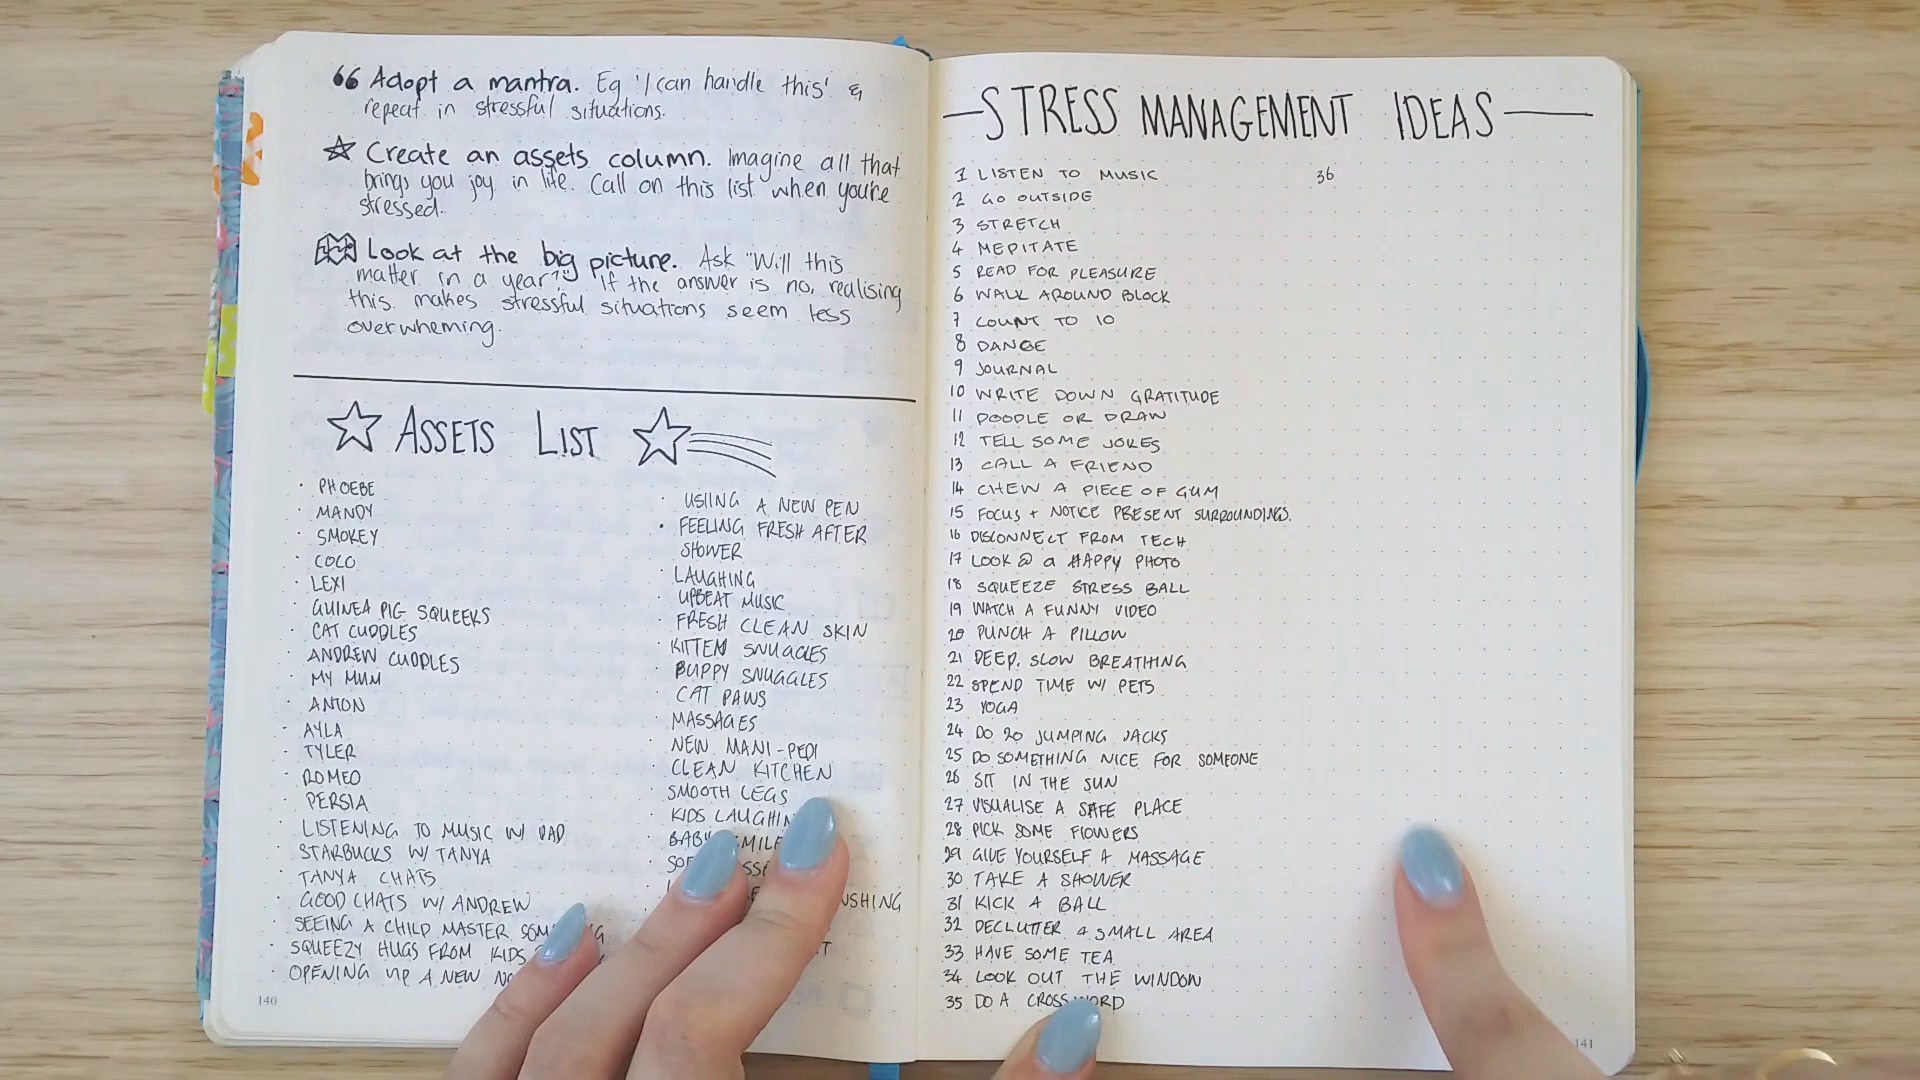 Adopt a mantra. Eg 'I can handle this' &
repeat in stressful situations.
Create an assets column. Imagine all that
brings you joy in life. Call on this list when you're
stressed.
Look at the big picture. Ask "Will this
matter in a year?" If the answer is no, realising
this makes stressful situations seem less
overwheming.
ASSETS LIST
· PHOEBE
· MANDY
· SMOKEY
· COCO
· LEXI
· GUINEA PIG SQUEEKS
· CAT CUDDLES
· ANDREW CUDDLES
· MY MUM
· ANTON
· AYLA
· TYLER
· ROMEO
· PERSIA
· LISTENING TO MUSIC W/ DAD
· STARBUCKS W/ TANYA
· TANYA CHATS
· GOOD CHATS W/ ANDREW
· SEEING A CHILD MASTER
· SQUEEZY HUGS FROM KIDS
· OPENING UP A NEW
· USIING A NEW PEN
· FEELING FRESH AFTER
SHOWER
· LAUGHING
· UPBEAT MUSIC
· FRESH CLEAN SKIN
· KITTEN SNUGGLES
· PUPPY SNUGGLES
· CAT PAWS
· MASSAGES
· NEW MANI-PEDI
· CLEAN KITCHEN
· SMOOTH LEGS
· KIDS
140
STRESS MANAGEMENT IDEAS
1 LISTEN TO MUSIC
2 GO OUTSIDE
3 STRETCH
4 MEDITATE
5 READ FOR PLEASURE
6 WALK AROUND BLOCK
7 COUNT TO 10
8 DANCE
9 JOURNAL
10 WRITE DOWN GRATITUDE
11 DOODLE OR DRAW
12 TELL SOME JOKES
13 CALL A FRIEND
14 CHEW A PIECE OF GUM
15 FOCUS + NOTICE PRESENT SURROUNDINGS.
16 DISCONNECT FROM TECH
17 LOOK @ a HAPPY PHOTO
18 SQUEEZE STRESS BALL
19 WATCH A FUNNY VIDEO
20 PUNCH A PILLOW
21 DEEP, SLOW BREATHING
22 SPEND TIME W/ PETS
23 YOGA
24 DO 20 JUMPING JACKS
25 DO SOMETHING NICE FOR SOMEONE
26 SIT IN THE SUN
27 VISUALISE A SAFE PLACE
28 PICK SOME FLOWERS
29 GIVE YOURSELF A MASSAGE
30 TAKE A SHOWER
31 KICK A BALL
32 DECLUTTER A SMALL AREA
33 HAVE SOME TEA
34 LOOK OUT THE WINDOW
35 DO A CROSSWORD
36
141